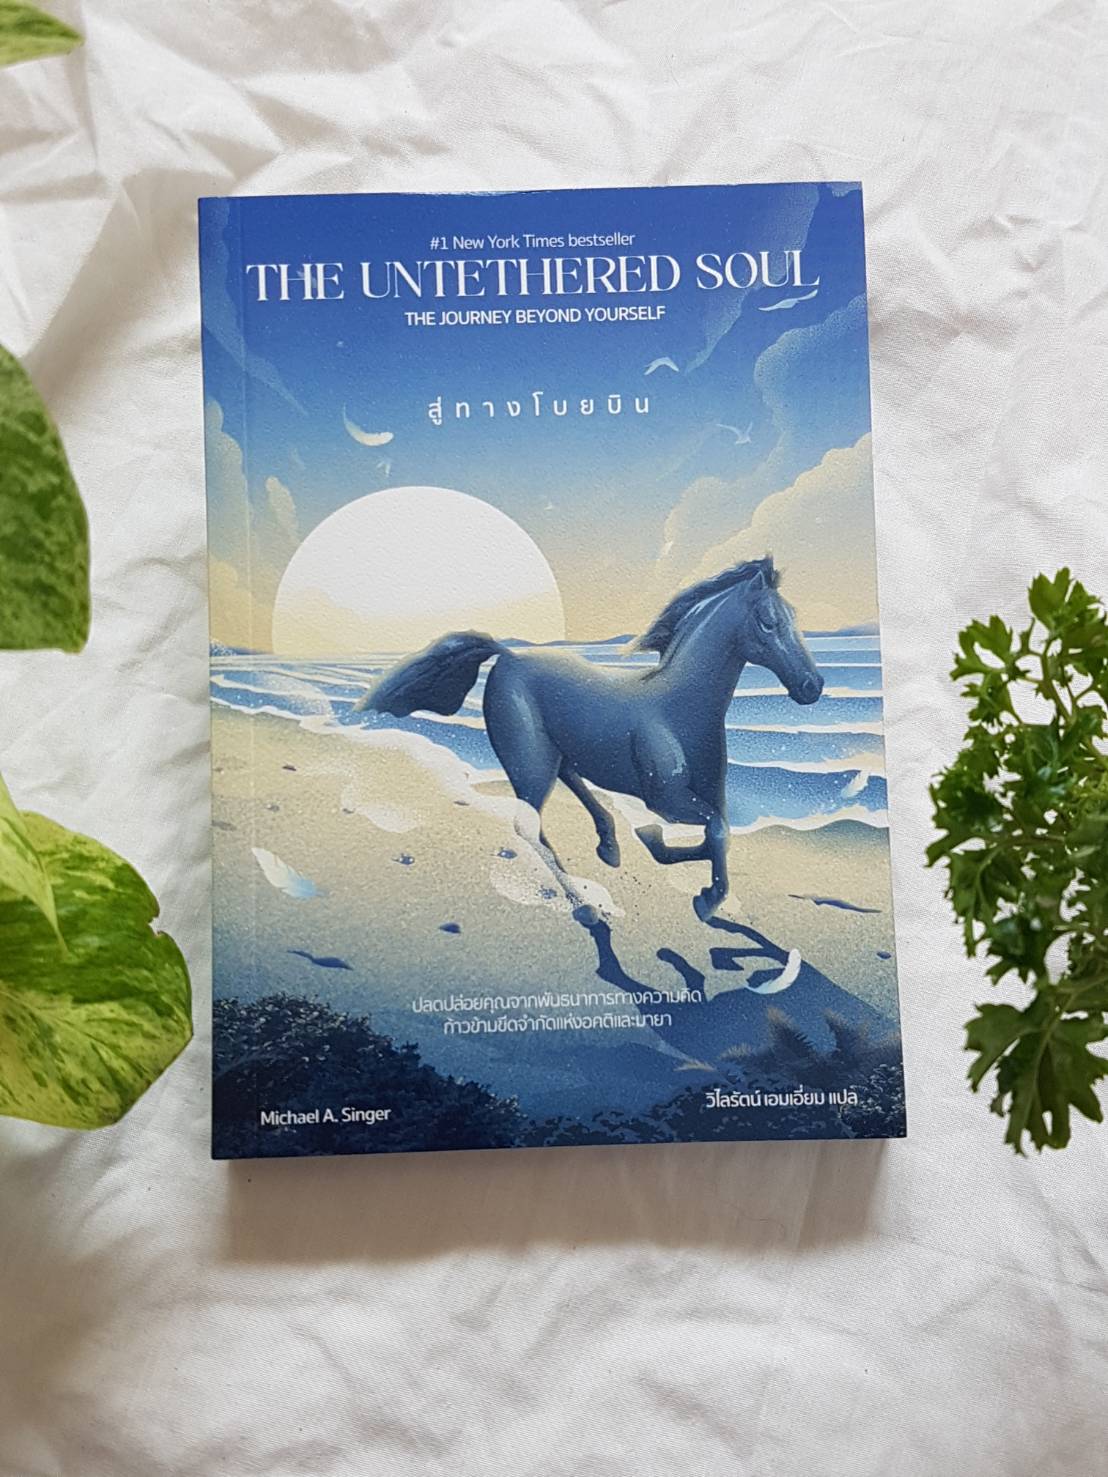 #1 New York Times bestseller
THE UNTETHERED SOUL
THE JOURNEY BEYOND YOURSELF
สู่ทางโบยบิน
ปลดปล่อยคุณจากพันธนาการทางความคิด
ก้าวข้ามขีดจำกัดแห่งอคติและมายา
Michael A. Singer
วิไลรัตน์ เอมเอี่ยม แปล